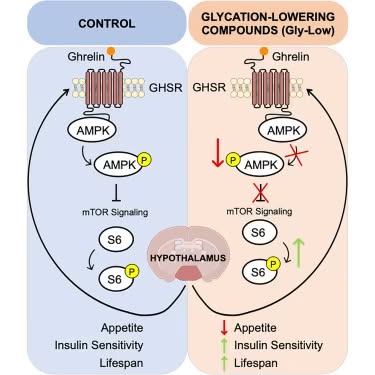 CONTROL
GLYCATION-LOWERING
COMPOUNDS (Gly-Low)
Ghrelin
GHSR
AMPK
AMPK P
mTOR Signaling
S6
S6 P
Appetite
Insulin Sensitivity
Lifespan
HYPOTHALAMUS
Ghrelin
GHSR
AMPK
P AMPK
mTOR Signaling
S6
S6 P
Appetite
Insulin Sensitivity
Lifespan